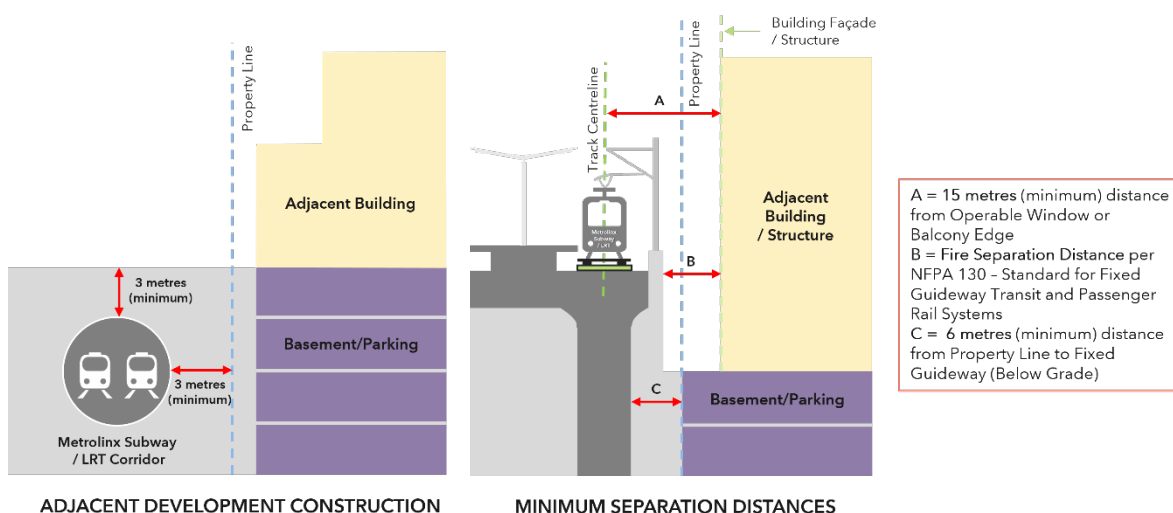 Property Line
Adjacent Building
3 metres
(minimum)
Basement/Parking
3 metres
(minimum)
Metrolinx Subway
/ LRT Corridor
ADJACENT DEVELOPMENT CONSTRUCTION
Building Façade
/ Structure
Property Line
Track Centreline
A
Metrolinx
Subway
/ LRT
Adjacent
Building
/ Structure
B
C
Basement/Parking
MINIMUM SEPARATION DISTANCES
A = 15 metres (minimum) distance
from Operable Window or
Balcony Edge
B = Fire Separation Distance per
NFPA 130 – Standard for Fixed
Guideway Transit and Passenger
Rail Systems
C = 6 metres (minimum) distance
from Property Line to Fixed
Guideway (Below Grade)